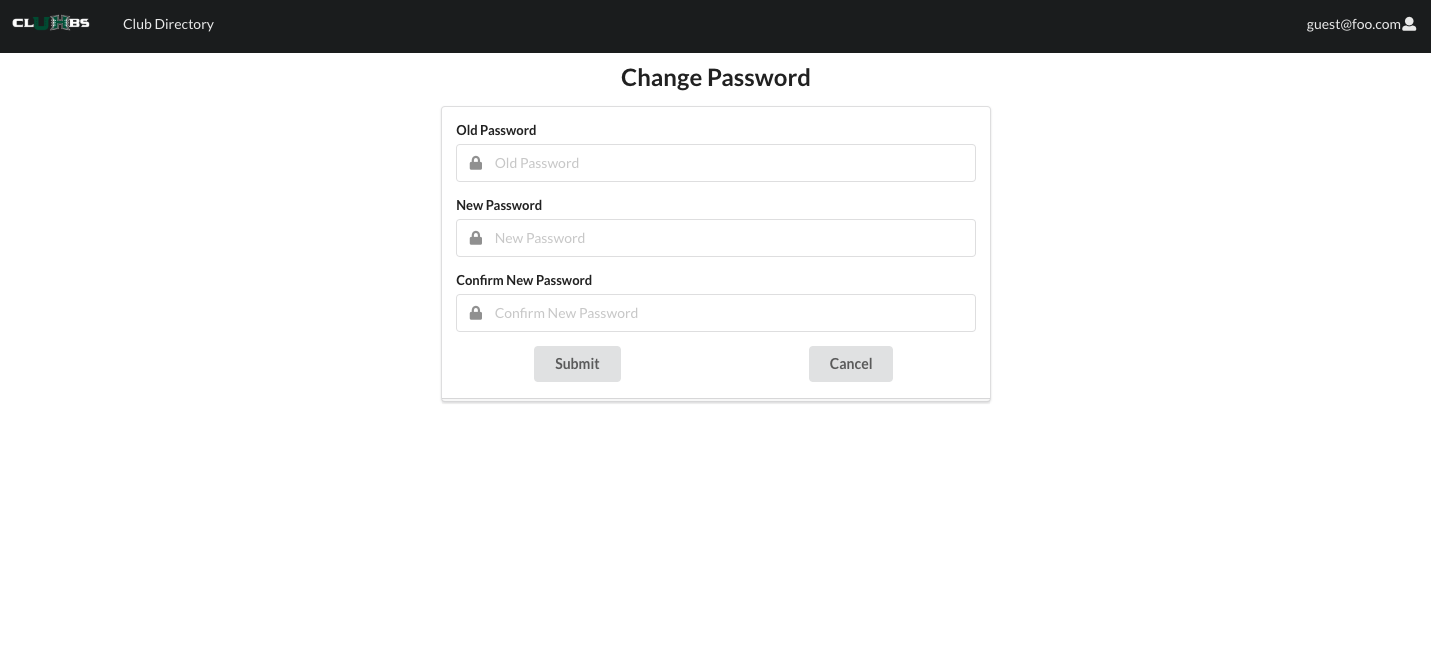 CLUHBS
Club Directory
guest@foo.com
Change Password
Old Password
Old Password
New Password
New Password
Confirm New Password
Confirm New Password
Submit
Cancel